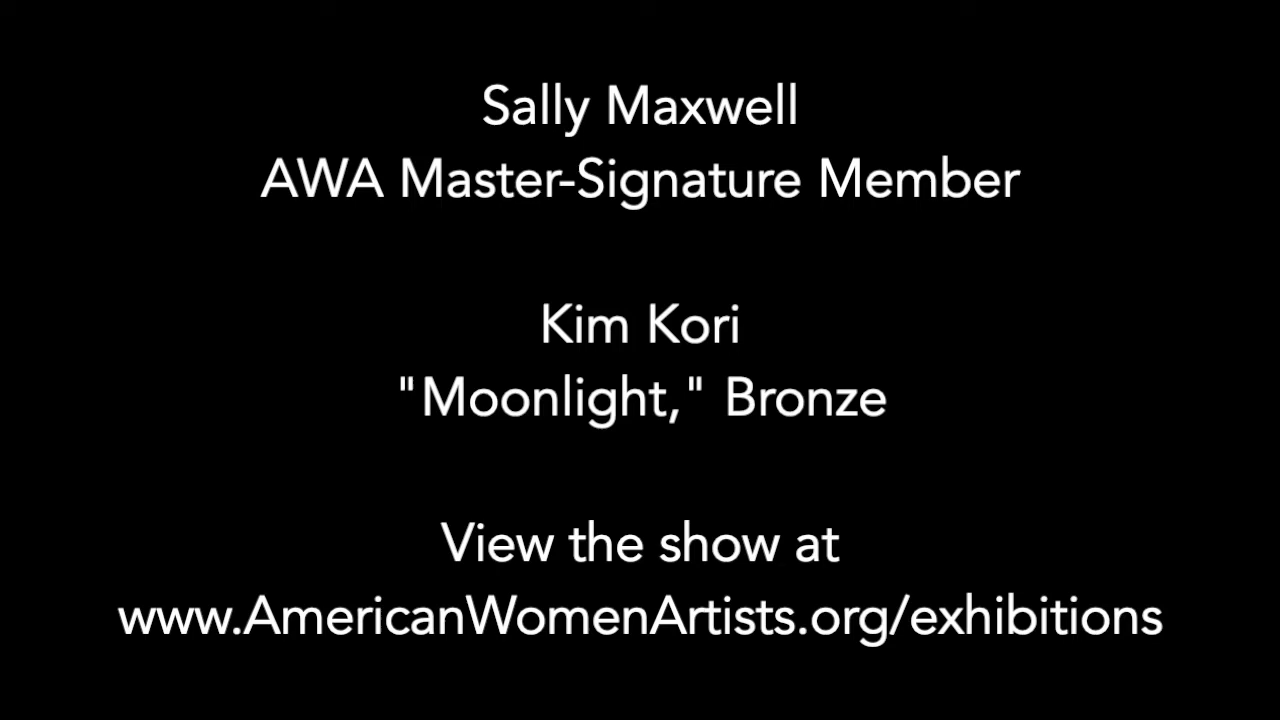 Sally Maxwell
AWA Master-Signature Member
Kim Kori
"Moonlight," Bronze
View the show at
www.AmericanWomenArtists.org/exhibitions